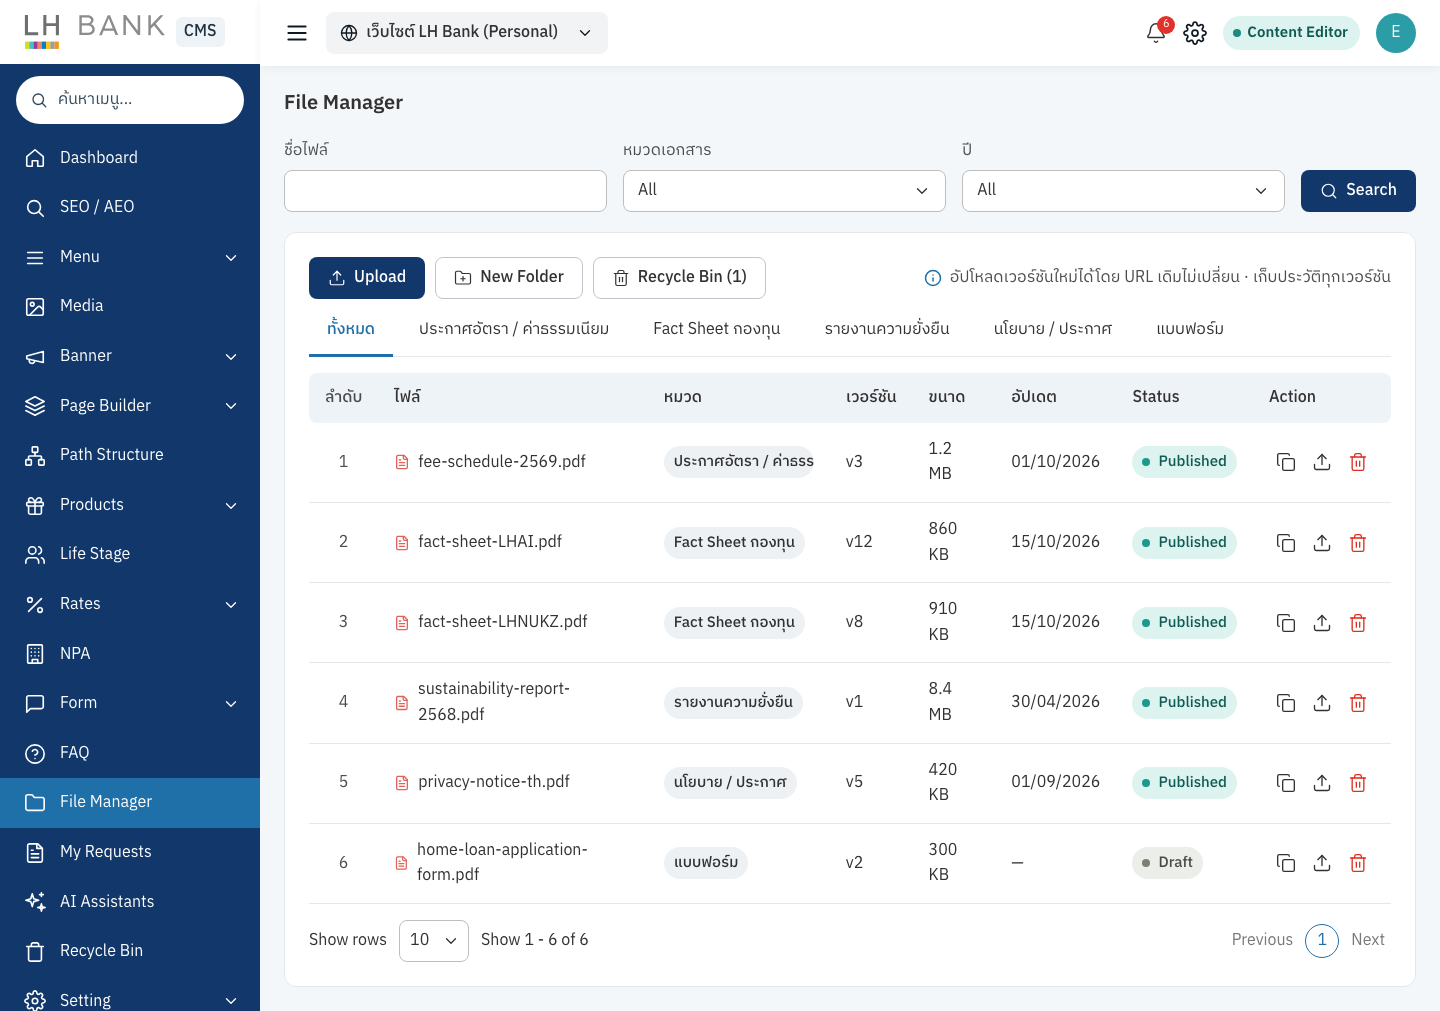 LH BANK CMS
เว็บไซต์ LH Bank (Personal)
6
Content Editor
E
ค้นหาเมนู...
Dashboard
SEO / AEO
Menu
Media
Banner
Page Builder
Path Structure
Products
Life Stage
Rates
NPA
Form
FAQ
File Manager
My Requests
AI Assistants
Recycle Bin
Setting
File Manager
ชื่อไฟล์ หมวดเอกสาร ปี
All All Search
Upload New Folder Recycle Bin (1) อัปโหลดเวอร์ชันใหม่ได้โดย URL เดิมไม่เปลี่ยน · เก็บประวัติทุกเวอร์ชัน
ทั้งหมด ประกาศอัตรา / ค่าธรรมเนียม Fact Sheet กองทุน รายงานความยั่งยืน นโยบาย / ประกาศ แบบฟอร์ม
ลำดับ ไฟล์ หมวด เวอร์ชัน ขนาด อัปเดต Status Action
1 fee-schedule-2569.pdf ประกาศอัตรา / ค่าธรร v3 1.2 MB 01/10/2026 Published
2 fact-sheet-LHAI.pdf Fact Sheet กองทุน v12 860 KB 15/10/2026 Published
3 fact-sheet-LHNUKZ.pdf Fact Sheet กองทุน v8 910 KB 15/10/2026 Published
4 sustainability-report-2568.pdf รายงานความยั่งยืน v1 8.4 MB 30/04/2026 Published
5 privacy-notice-th.pdf นโยบาย / ประกาศ v5 420 KB 01/09/2026 Published
6 home-loan-application-form.pdf แบบฟอร์ม v2 300 KB — Draft
Show rows 10 Show 1 - 6 of 6 Previous 1 Next